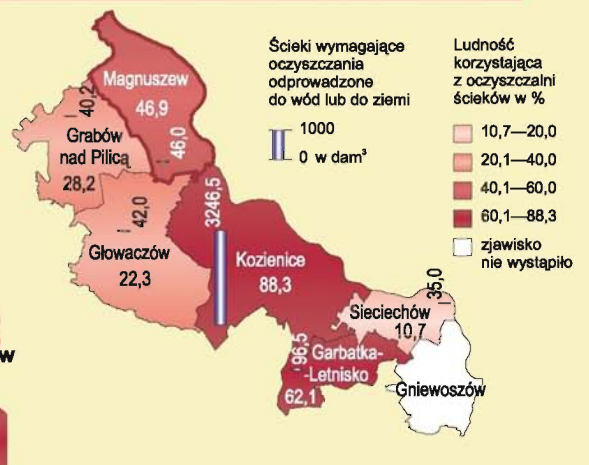 Ścieki wymagające
oczyszczania
odprowadzone
do wód lub do ziemi
1000
0 w dam³
Ludność
korzystająca
z oczyszczalni
ścieków w %
10,7—20,0
20,1—40,0
40,1—60,0
60,1—88,3
zjawisko
nie wystąpiło
Magnuszew
46,9
46,0
40,2
Grabów
nad Pilicą
28,2
42,0
Głowaczów
22,3
3246,5
Kozienice
88,3
35,0
Sieciechów
10,7
96,5
Garbatka-
-Letnisko
62,1
Gniewoszów
w